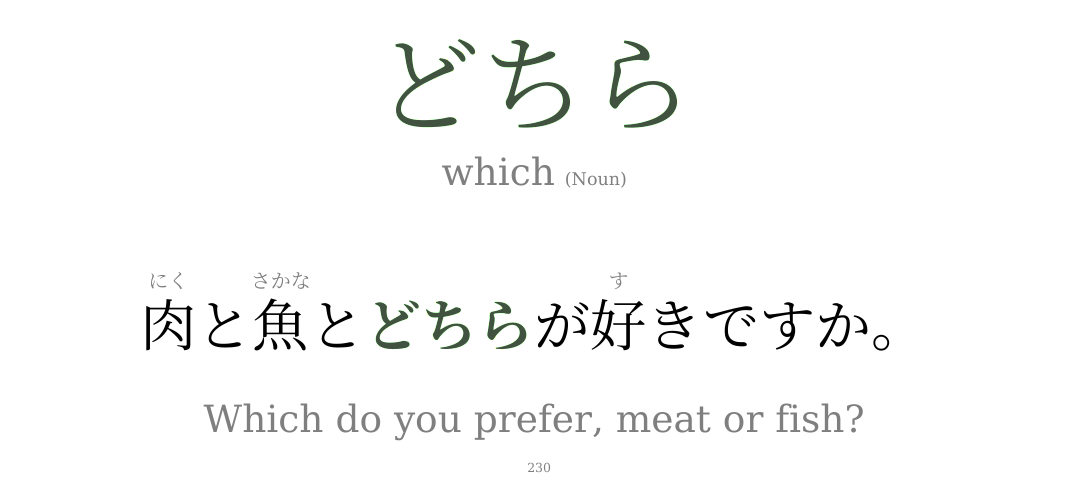 どちら
which (Noun)
にく さかな す
肉と魚とどちらが好きですか。
Which do you prefer, meat or fish?
230